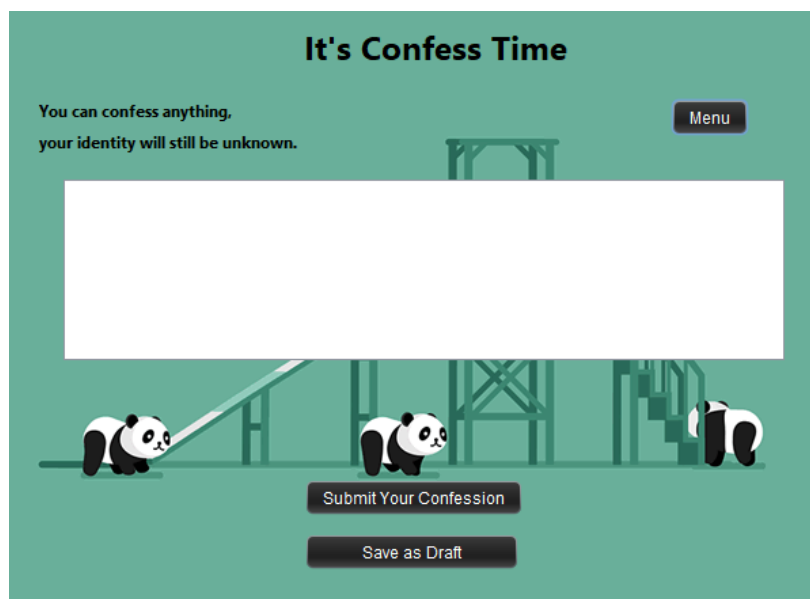 It's Confess Time
You can confess anything,
your identity will still be unknown.
Menu
Submit Your Confession
Save as Draft